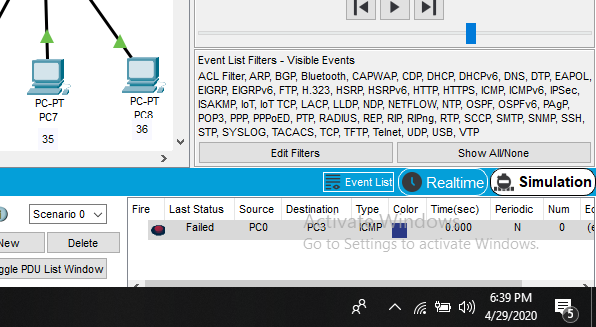 PC-PT
PC7
35
PC-PT
PC8
36
Event List Filters - Visible Events
ACL Filter, ARP, BGP, Bluetooth, CAPWAP, CDP, DHCP, DHCPv6, DNS, DTP, EAPOL,
EIGRP, EIGRPv6, FTP, H.323, HSRP, HSRPv6, HTTP, HTTPS, ICMP, ICMPv6, IPSec,
ISAKMP, IoT, IoT TCP, LACP, LLDP, NDP, NETFLOW, NTP, OSPF, OSPFv6, PAgP,
POP3, PPP, PPPoED, PTP, RADIUS, REP, RIP, RIPng, RTP, SCCP, SMTP, SNMP, SSH,
STP, SYSLOG, TACACS, TCP, TFTP, Telnet, UDP, USB, VTP
Edit Filters Show All/None
Event List Realtime Simulation
Scenario 0
New Delete
ggle PDU List Window
Fire Last Status Source Destination Type Color Time(sec) Periodic Num Ed
Failed PC0 PC3 ICMP 0.000 N 0 (e
Activate Windows
Go to Settings to activate Windows.
6:39 PM
4/29/2020
5